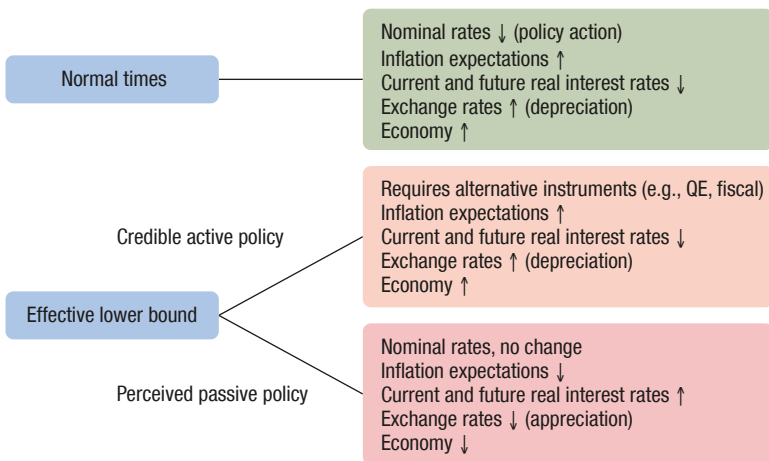 Normal times
Nominal rates ↓ (policy action)
Inflation expectations ↑
Current and future real interest rates ↓
Exchange rates ↑ (depreciation)
Economy ↑
Effective lower bound
Credible active policy
Requires alternative instruments (e.g., QE, fiscal)
Inflation expectations ↑
Current and future real interest rates ↓
Exchange rates ↑ (depreciation)
Economy ↑
Perceived passive policy
Nominal rates, no change
Inflation expectations ↓
Current and future real interest rates ↑
Exchange rates ↓ (appreciation)
Economy ↓